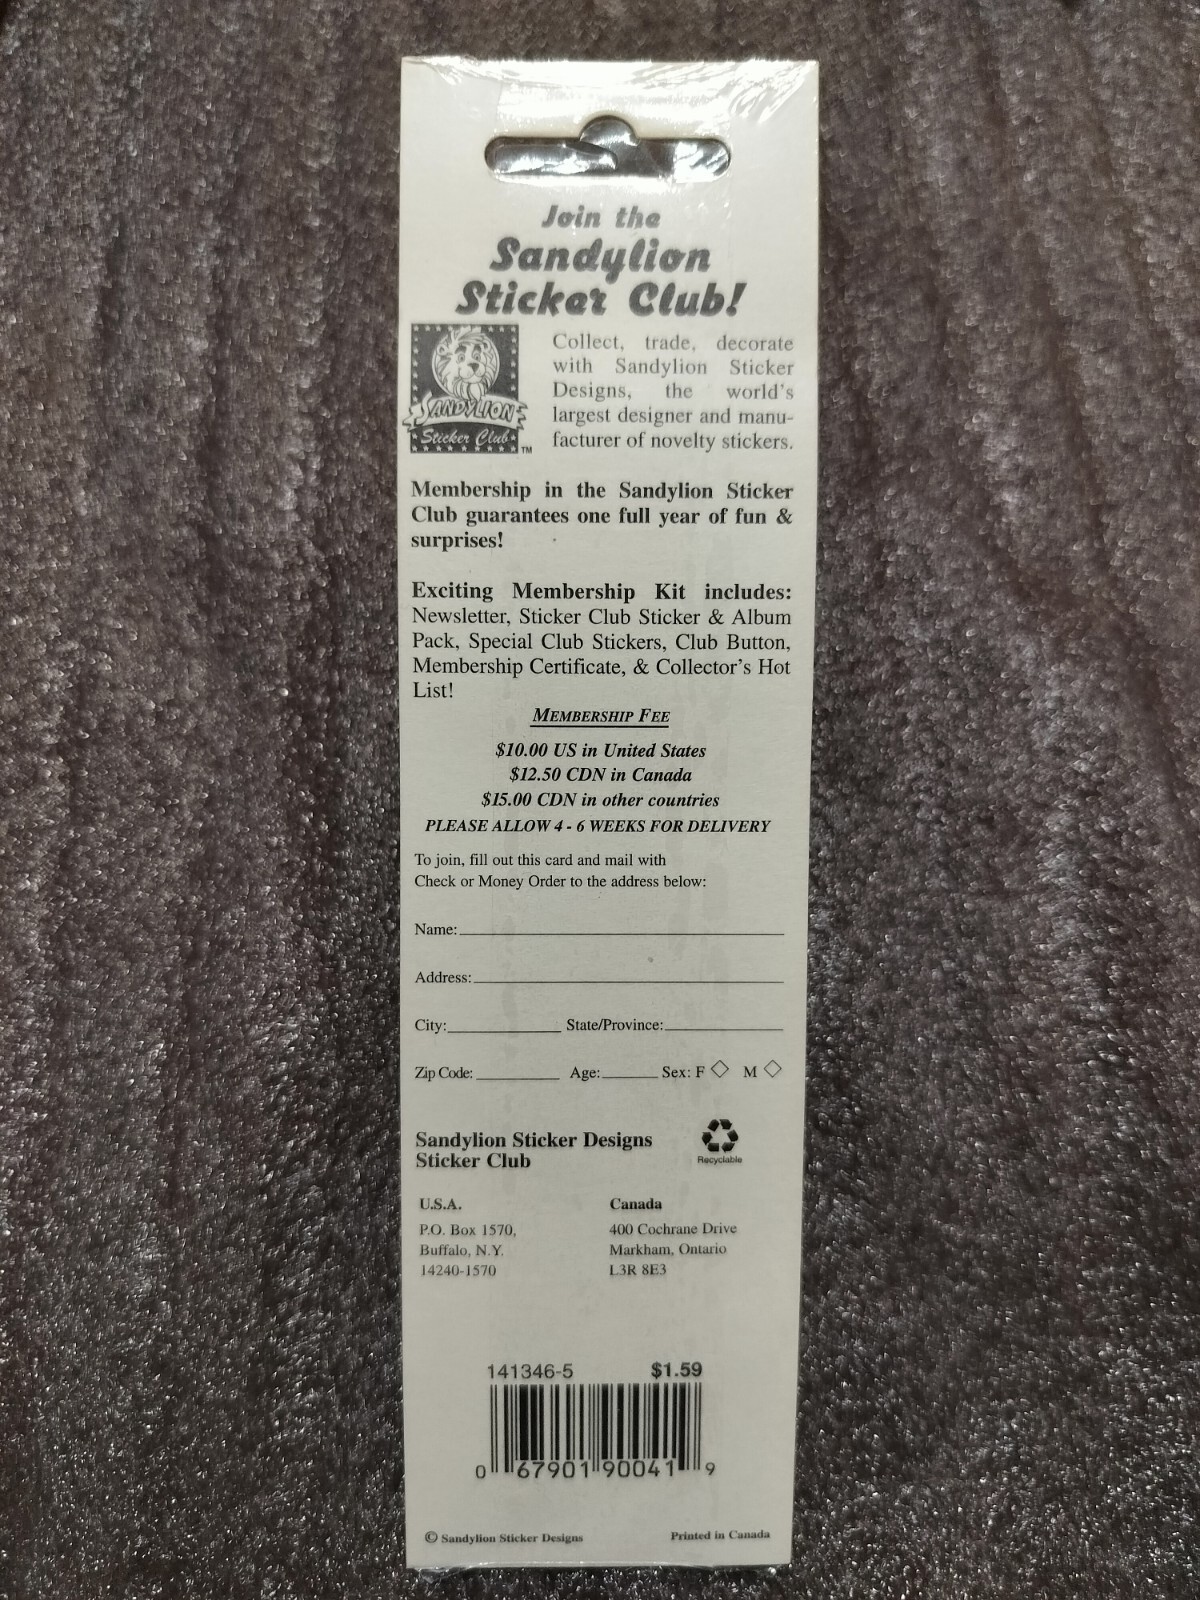 Join the
Sandylion
Sticker Club!
SANDYLION
Sticker Club
TM
Collect, trade, decorate
with Sandylion Sticker
Designs, the world's
largest designer and manu-
facturer of novelty stickers.
Membership in the Sandylion Sticker
Club guarantees one full year of fun &
surprises!
Exciting Membership Kit includes:
Newsletter, Sticker Club Sticker & Album
Pack, Special Club Stickers, Club Button,
Membership Certificate, & Collector's Hot
List!
MEMBERSHIP FEE
$10.00 US in United States
$12.50 CDN in Canada
$15.00 CDN in other countries
PLEASE ALLOW 4 - 6 WEEKS FOR DELIVERY
To join, fill out this card and mail with
Check or Money Order to the address below:
Name:
Address:
City: State/Province:
Zip Code: Age: Sex: F ◇ M ◇
Sandylion Sticker Designs
Sticker Club
Recyclable
U.S.A.
P.O. Box 1570,
Buffalo, N.Y.
14240-1570
Canada
400 Cochrane Drive
Markham, Ontario
L3R 8E3
141346-5 $1.59
0 67901 90041 9
© Sandylion Sticker Designs Printed in Canada